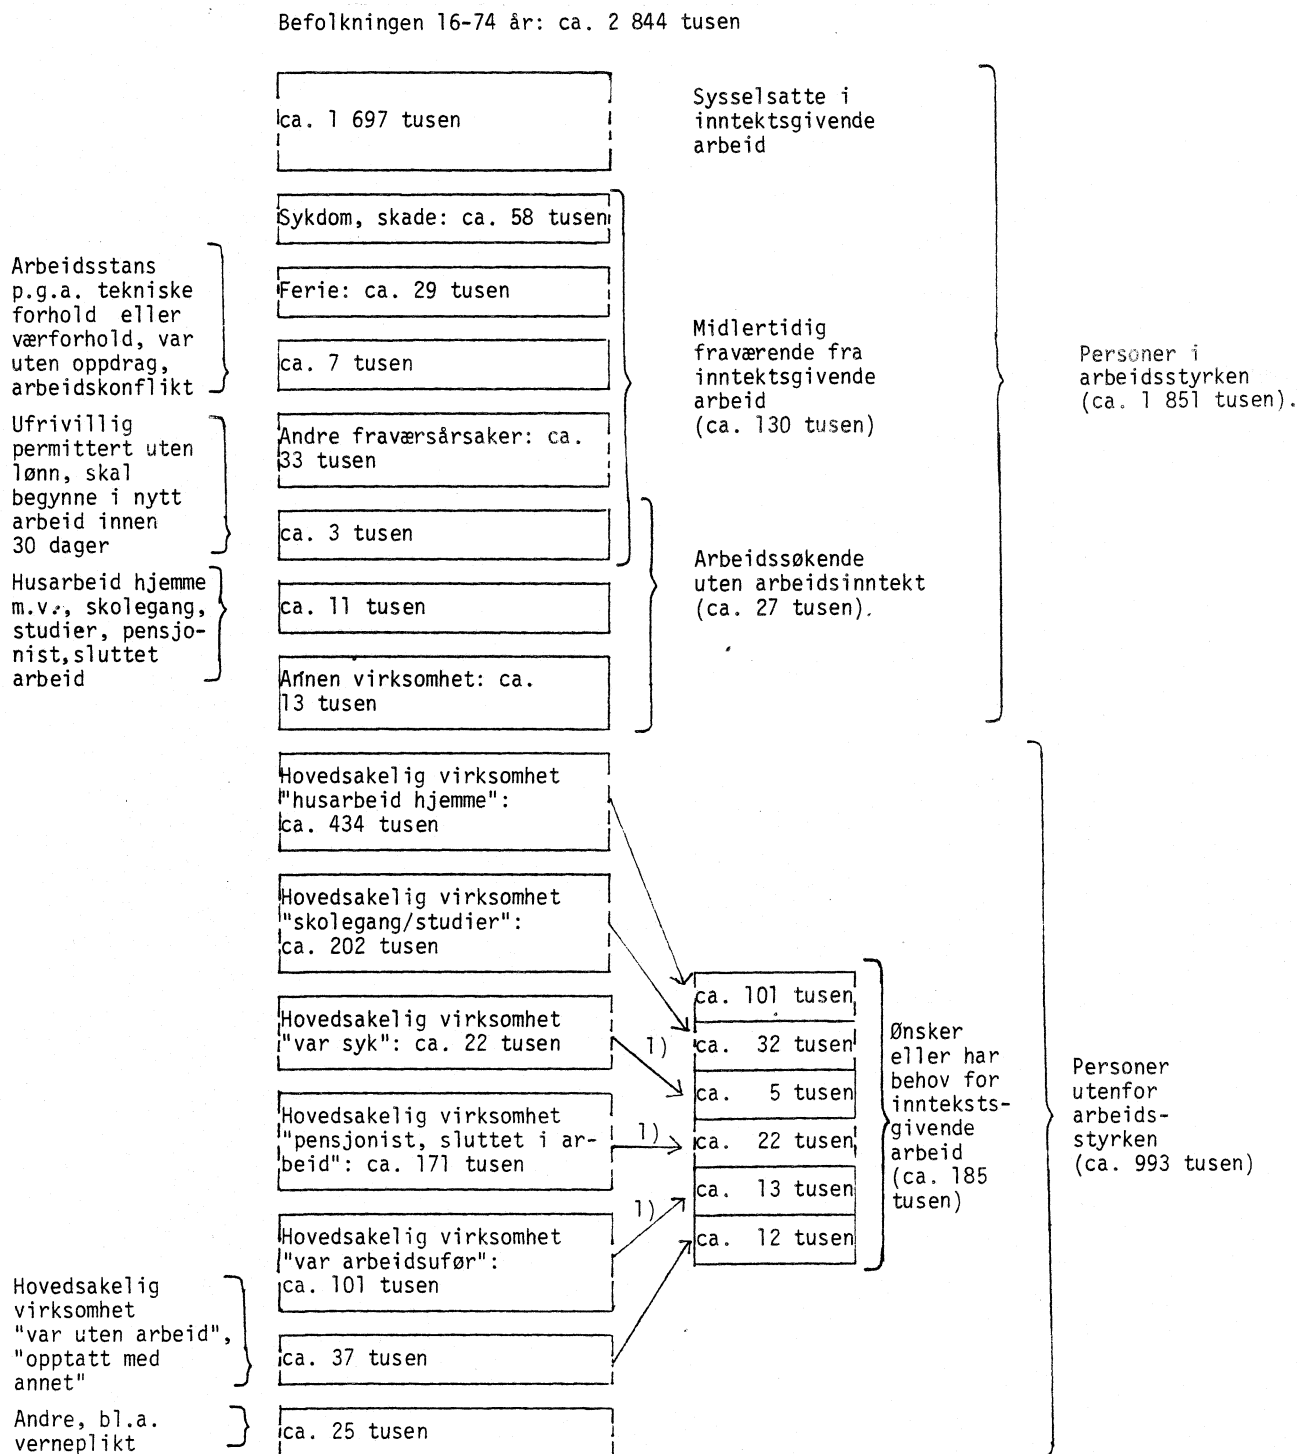 Befolkningen 16-74 år: ca. 2 844 tusen
ca. 1 697 tusen
Sysselsatte i
inntektsgivende
arbeid
Sykdom, skade: ca. 58 tusen
Arbeidsstans
p.g.a. tekniske
forhold eller
værforhold, var
uten oppdrag,
arbeidskonflikt
Ferie: ca. 29 tusen
ca. 7 tusen
Midlertidig
fraværende fra
inntektsgivende
arbeid
(ca. 130 tusen)
Personer i
arbeidsstyrken
(ca. 1 851 tusen).
Ufrivillig
permittert uten
lønn, skal
begynne i nytt
arbeid innen
30 dager
Andre fraværsårsaker: ca.
33 tusen
ca. 3 tusen
Arbeidssøkende
uten arbeidsinntekt
(ca. 27 tusen).
Husarbeid hjemme
m.v., skolegang,
studier, pensjo-
nist,sluttet
arbeid
ca. 11 tusen
Annen virksomhet: ca.
13 tusen
Hovedsakelig virksomhet
"husarbeid hjemme":
ca. 434 tusen
Hovedsakelig virksomhet
"skolegang/studier":
ca. 202 tusen
Hovedsakelig virksomhet
"var syk": ca. 22 tusen
1)
Hovedsakelig virksomhet
"pensjonist, sluttet i ar-
beid": ca. 171 tusen
1)
Hovedsakelig virksomhet
"var arbeidsufør":
ca. 101 tusen
1)
ca. 101 tusen
ca. 32 tusen
ca. 5 tusen
ca. 22 tusen
ca. 13 tusen
ca. 12 tusen
Ønsker
eller har
behov for
inntekts-
givende
arbeid
(ca. 185
tusen)
Personer
utenfor
arbeids-
styrken
(ca. 993 tusen)
Hovedsakelig
virksomhet
"var uten arbeid",
"opptatt med
annet"
ca. 37 tusen
Andre, bl.a.
verneplikt
ca. 25 tusen